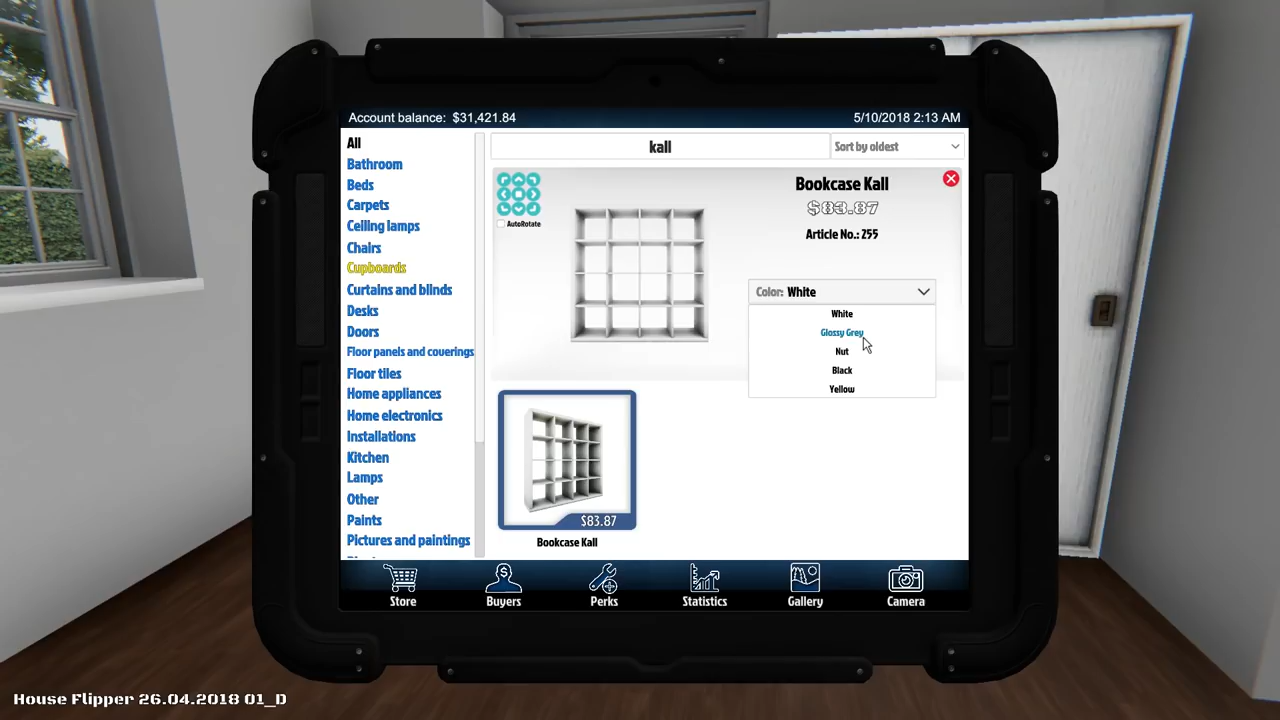 Account balance: $31,421.84
5/10/2018 2:13 AM
All
Bathroom
Beds
Carpets
Ceiling lamps
Chairs
Cupboards
Curtains and blinds
Desks
Doors
Floor panels and coverings
Floor tiles
Home appliances
Home electronics
Installations
Kitchen
Lamps
Other
Paints
Pictures and paintings
kall
Sort by oldest
AutoRotate
Bookcase Kall
$83.87
Article No.: 255
Color: White
White
Glossy Grey
Nut
Black
Yellow
$83.87
Bookcase Kall
Store
Buyers
Perks
Statistics
Gallery
Camera
House Flipper 26.04.2018 01_D